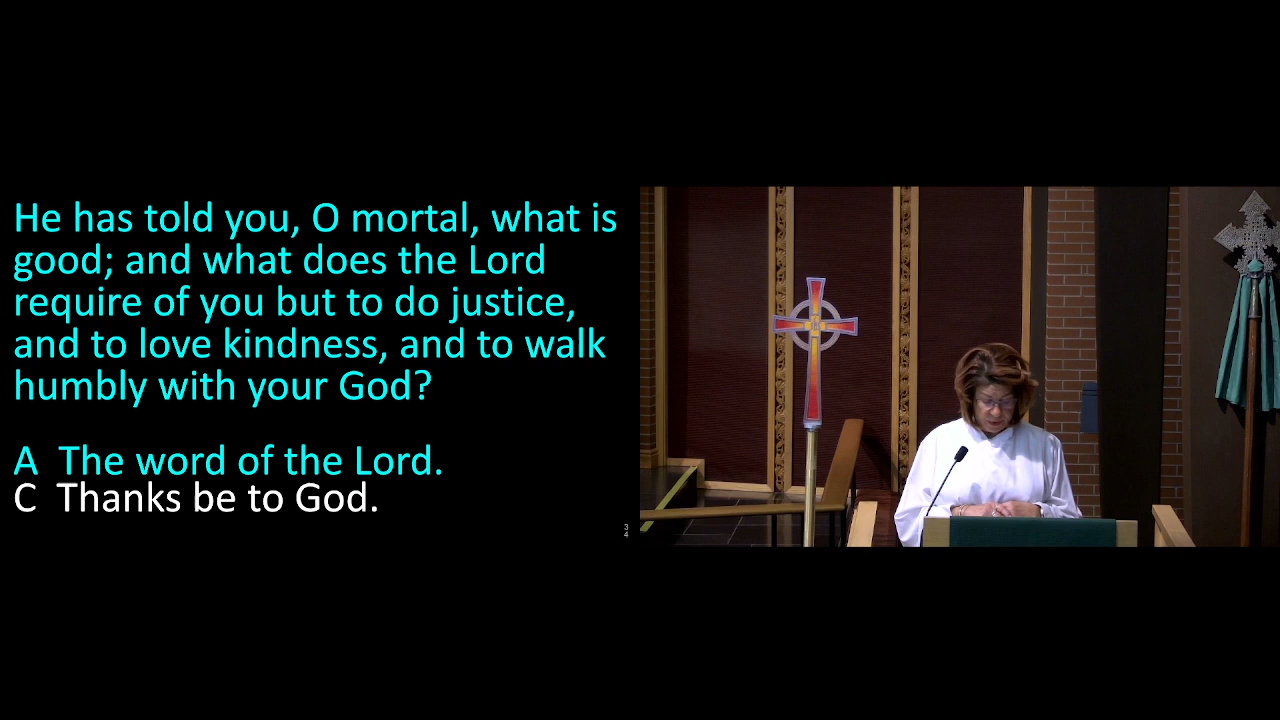 He has told you, O mortal, what is
good; and what does the Lord
require of you but to do justice,
and to love kindness, and to walk
humbly with your God?
A The word of the Lord.
C Thanks be to God.
3
4